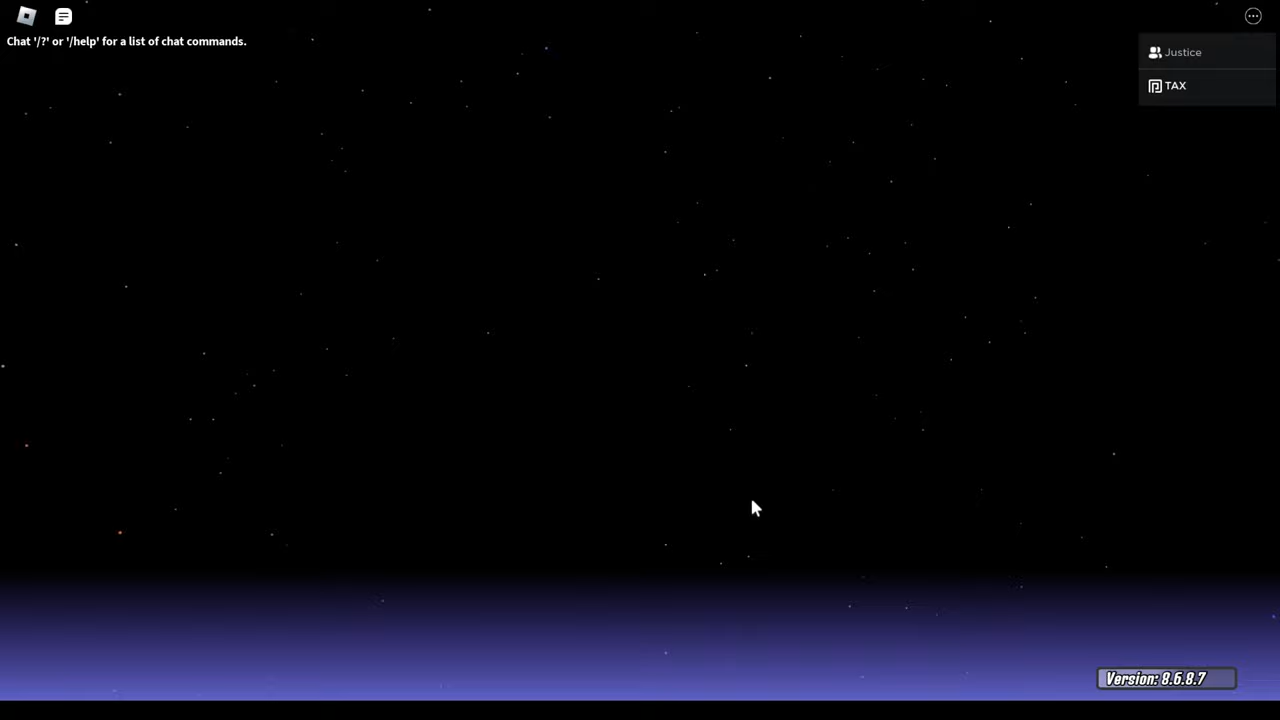 Chat '/?' or '/help' for a list of chat commands.
Justice
TAX
Version: 8.6.8.7